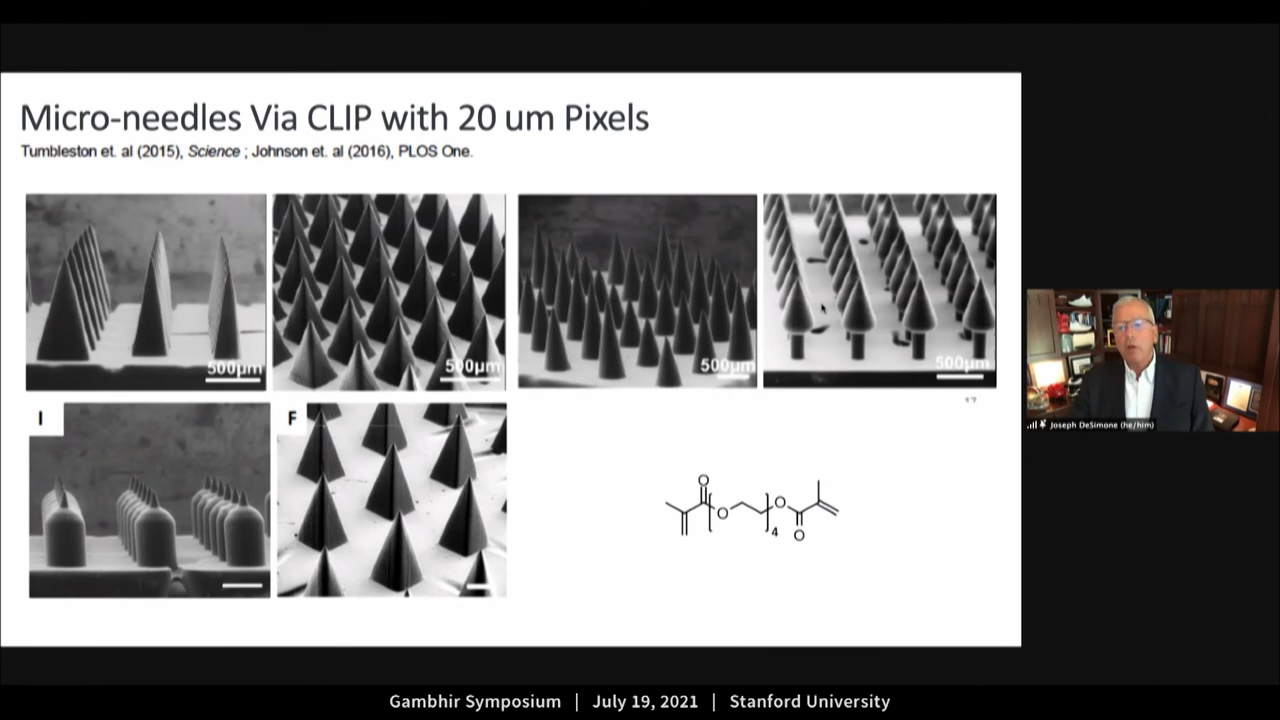 Micro-needles Via CLIP with 20 um Pixels
Tumbleston et. al (2015), Science ; Johnson et. al (2016), PLOS One.
500μm
500μm
500μm
500μm
17
I
F
O
O
O
O
4
Joseph DeSimone (he/him)
Gambhir Symposium | July 19, 2021 | Stanford University